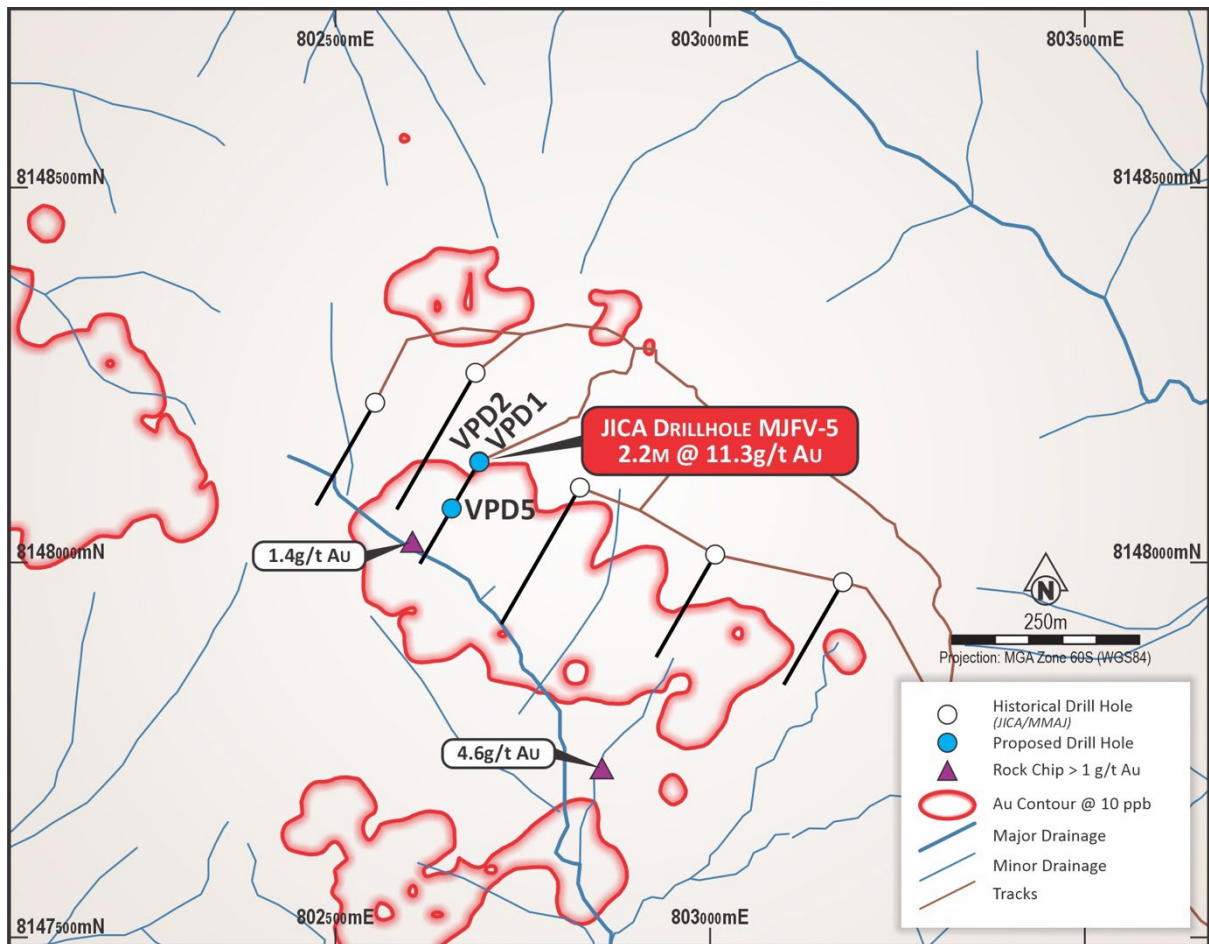 802500mE
803000mE
803500mE
8148500mN
8148500mN
VPD2
VPD1
JICA DRILLHOLE MJFV-5
2.2M @ 11.3G/T AU
VPD5
1.4G/T AU
8148000mN
8148000mN
N
250m
Projection: MGA Zone 60S (WGS84)
4.6G/T AU
Historical Drill Hole
(JICA/MMAJ)
Proposed Drill Hole
Rock Chip > 1 g/t Au
Au Contour @ 10 ppb
Major Drainage
Minor Drainage
Tracks
802500mE
803000mE
8147500mN